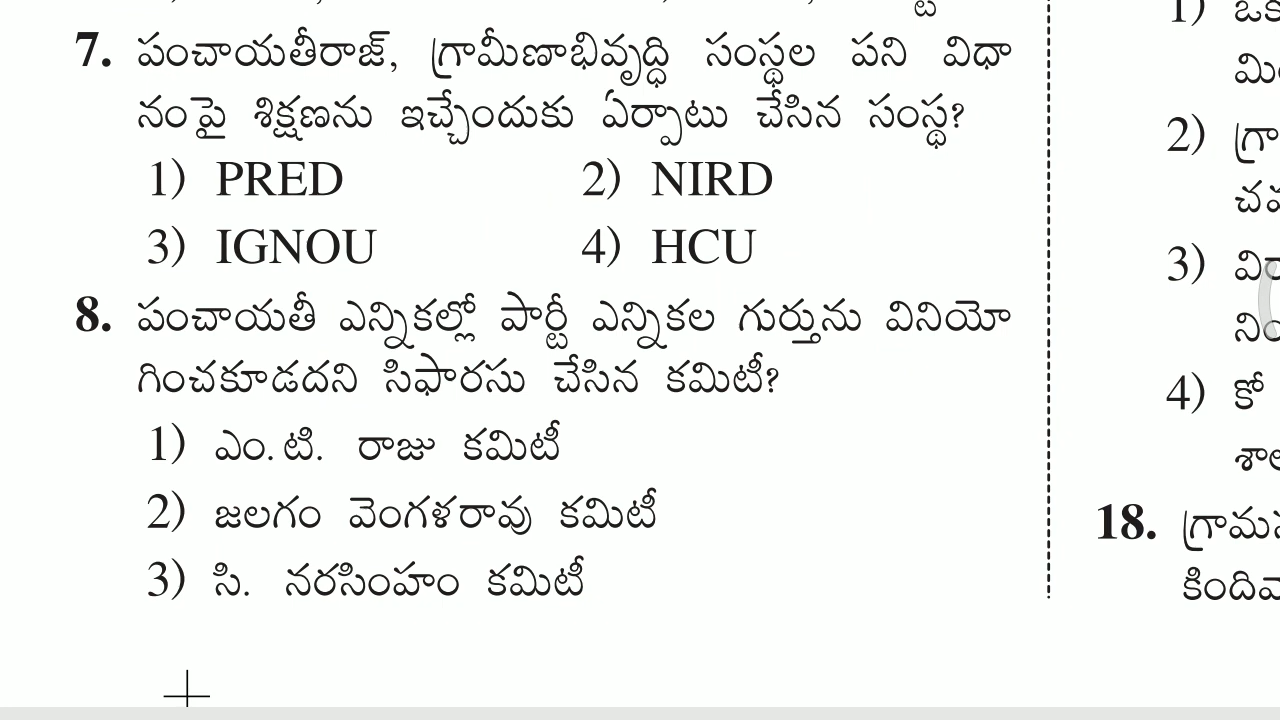 7. పంచాయతీరాజ్, గ్రామీణాభివృద్ధి సంస్థల పని విధా
నంపై శిక్షణను ఇచ్చేందుకు ఏర్పాటు చేసిన సంస్థ?
1) PRED 2) NIRD
3) IGNOU 4) HCU
8. పంచాయతీ ఎన్నికల్లో పార్టీ ఎన్నికల గుర్తును వినియో
గించకూడదని సిఫారసు చేసిన కమిటీ?
1) ఎం.టి. రాజు కమిటీ
2) జలగం వెంగళరావు కమిటీ
3) సి. నరసింహం కమిటీ
1)
2)
3)
4) కో
18.